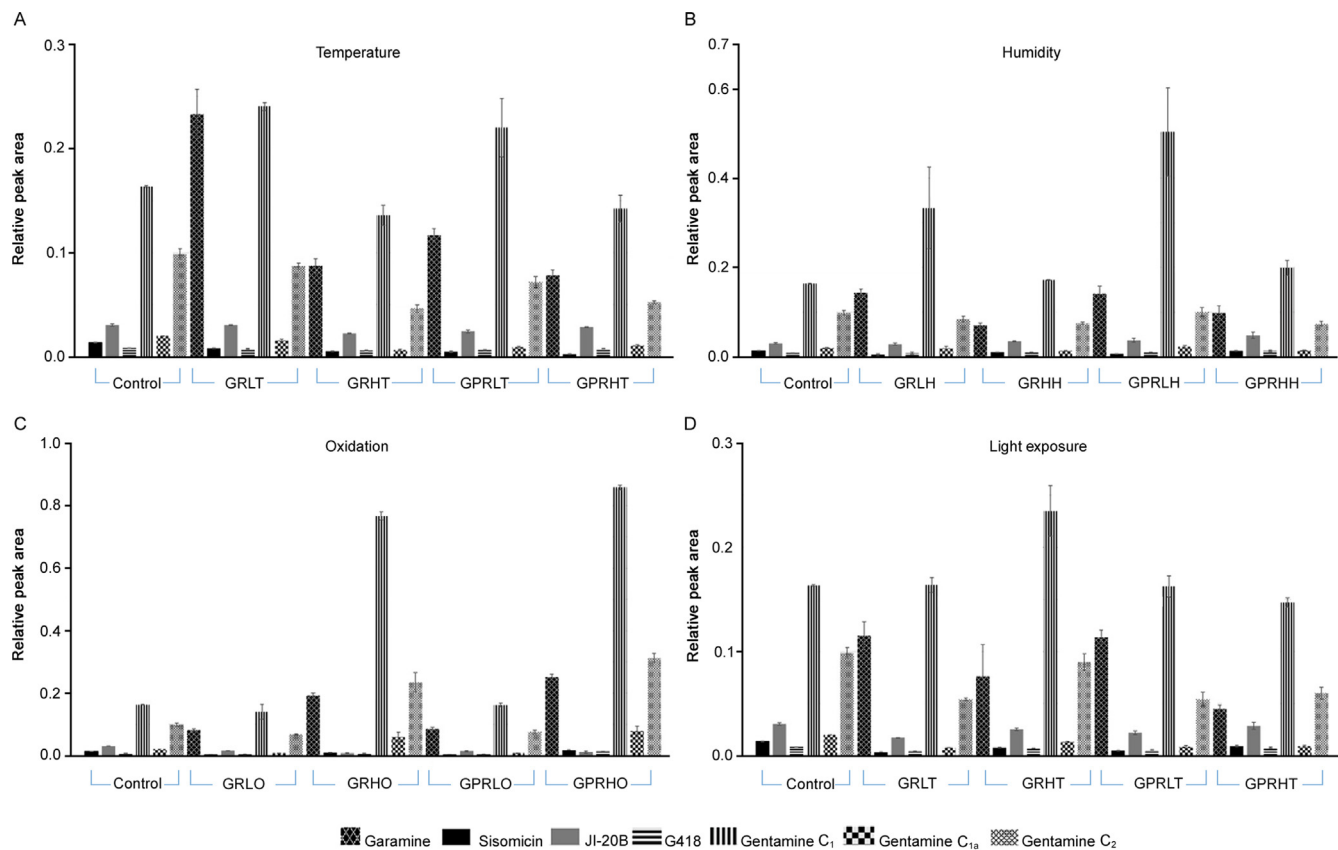 A
Temperature
Relative peak area
0.3
0.2
0.1
0.0
Control GRLT GRHT GPRLT GPRHT
B
Humidity
Relative peak area
0.7
0.6
0.4
0.2
0.0
Control GRLH GRHH GPRLH GPRHH
C
Oxidation
Relative peak area
1.0
0.8
0.6
0.4
0.2
0.0
Control GRLO GRHO GPRLO GPRHO
D
Light exposure
Relative peak area
0.3
0.2
0.1
0.0
Control GRLT GRHT GPRLT GPRHT
Garamine Sisomicin JI-20B G418 Gentamine C₁ Gentamine C₁ₐ Gentamine C₂